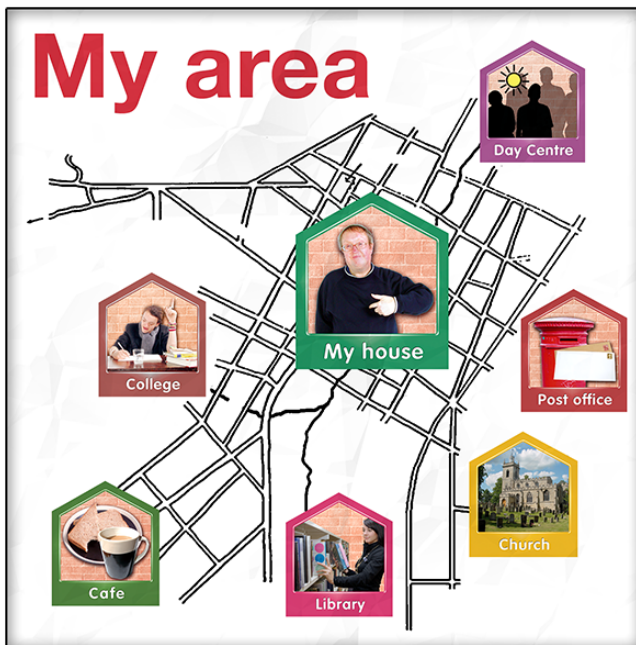 My area
Day Centre
My house
College
Post office
Church
Cafe
Library